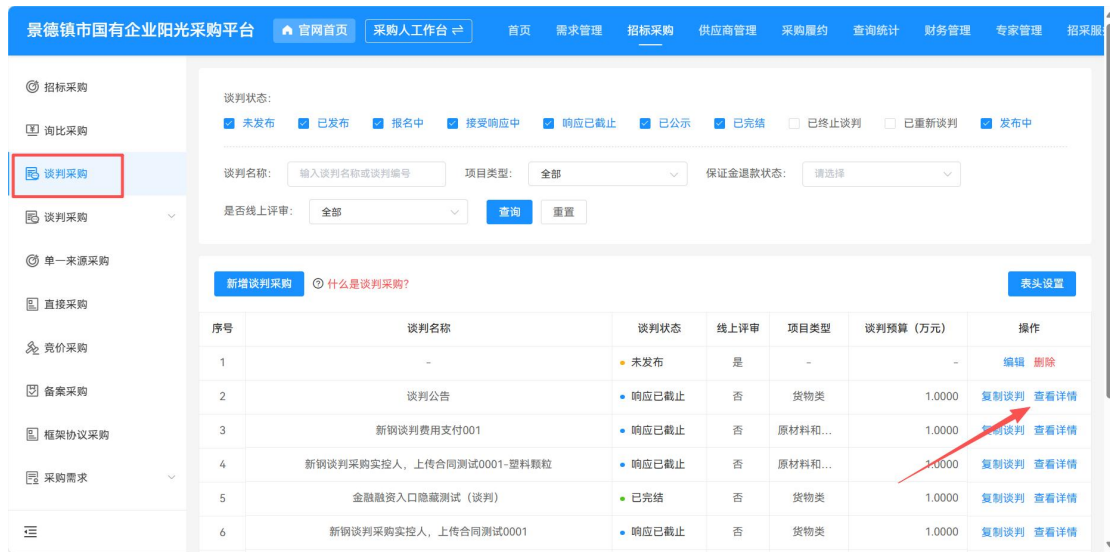 景德镇市国有企业阳光采购平台 官网首页 采购人工作台 首页 需求管理 招标采购 供应商管理 采购履约 查询统计 财务管理 专家管理 招采服
招标采购
询比采购
谈判采购
谈判采购
单一来源采购
直接采购
竞价采购
备案采购
框架协议采购
采购需求
谈判状态:
未发布 已发布 报名中 接受响应中 响应已截止 已公示 已完结 已终止谈判 已重新谈判 发布中
谈判名称: 输入谈判名称或谈判编号 项目类型: 全部 保证金退款状态: 请选择
是否线上评审: 全部 查询 重置
新增谈判采购 什么是谈判采购? 表头设置
序号 谈判名称 谈判状态 线上评审 项目类型 谈判预算 (万元) 操作
1 - 未发布 是 - - 编辑 删除
2 谈判公告 响应已截止 否 货物类 1.0000 复制谈判 查看详情
3 新钢谈判费用支付001 响应已截止 否 原材料和... 1.0000 复制谈判 查看详情
4 新钢谈判采购实控人, 上传合同测试0001-塑料颗粒 响应已截止 否 原材料和... 1.0000 复制谈判 查看详情
5 金融融资入口隐藏测试 (谈判) 已完结 否 货物类 1.0000 复制谈判 查看详情
6 新钢谈判采购实控人, 上传合同测试0001 响应已截止 否 货物类 1.0000 复制谈判 查看详情